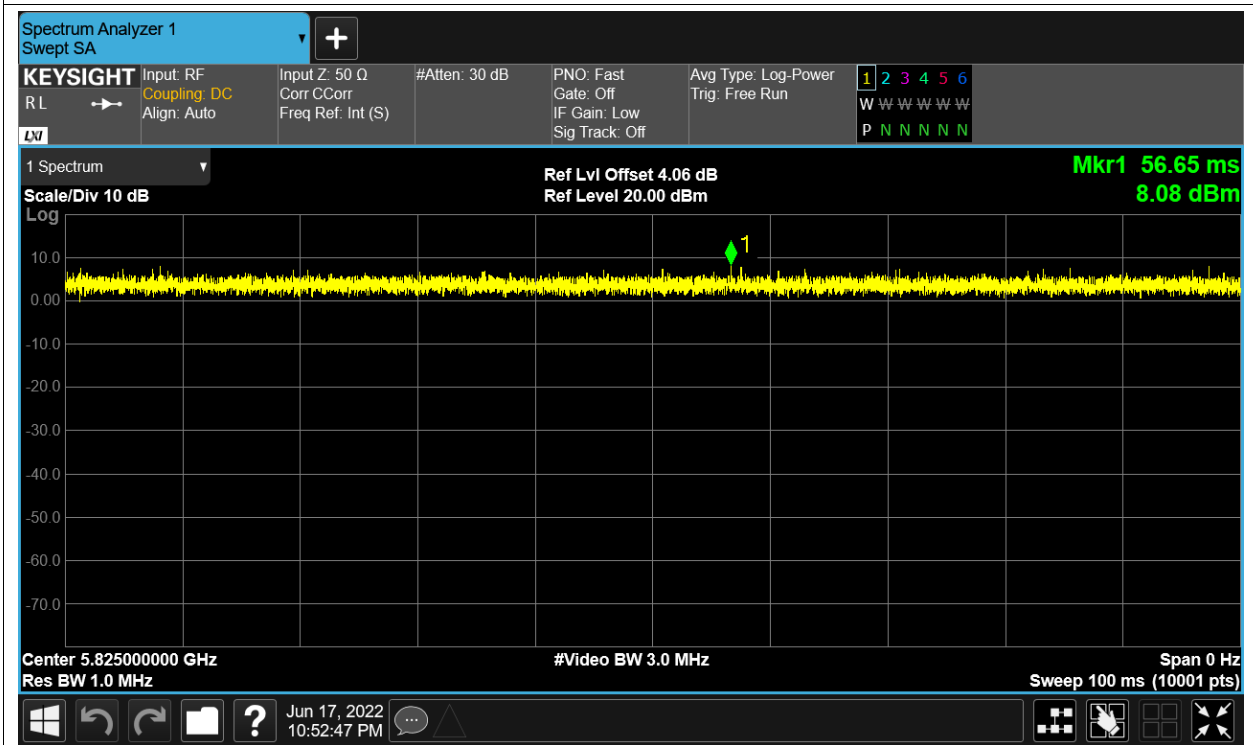 Spectrum Analyzer 1
Swept SA
KEYSIGHT
R L
LXI
Input: RF
Coupling: DC
Align: Auto
Input Z: 50 Ω
Corr CCorr
Freq Ref: Int (S)
#Atten: 30 dB
PNO: Fast
Gate: Off
IF Gain: Low
Sig Track: Off
Avg Type: Log-Power
Trig: Free Run
1 2 3 4 5 6
W W W W W W
P N N N N N
1 Spectrum
Scale/Div 10 dB
Log
Ref Lvl Offset 4.06 dB
Ref Level 20.00 dBm
Mkr1 56.65 ms
8.08 dBm
1
10.0
0.00
-10.0
-20.0
-30.0
-40.0
-50.0
-60.0
-70.0
Center 5.825000000 GHz
Res BW 1.0 MHz
#Video BW 3.0 MHz
Span 0 Hz
Sweep 100 ms (10001 pts)
?
Jun 17, 2022
10:52:47 PM